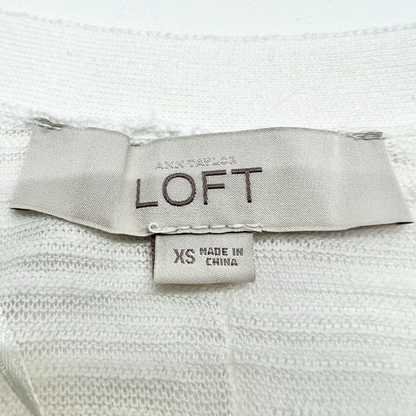 ANN TAYLOR
LOFT
XS MADE IN
CHINA